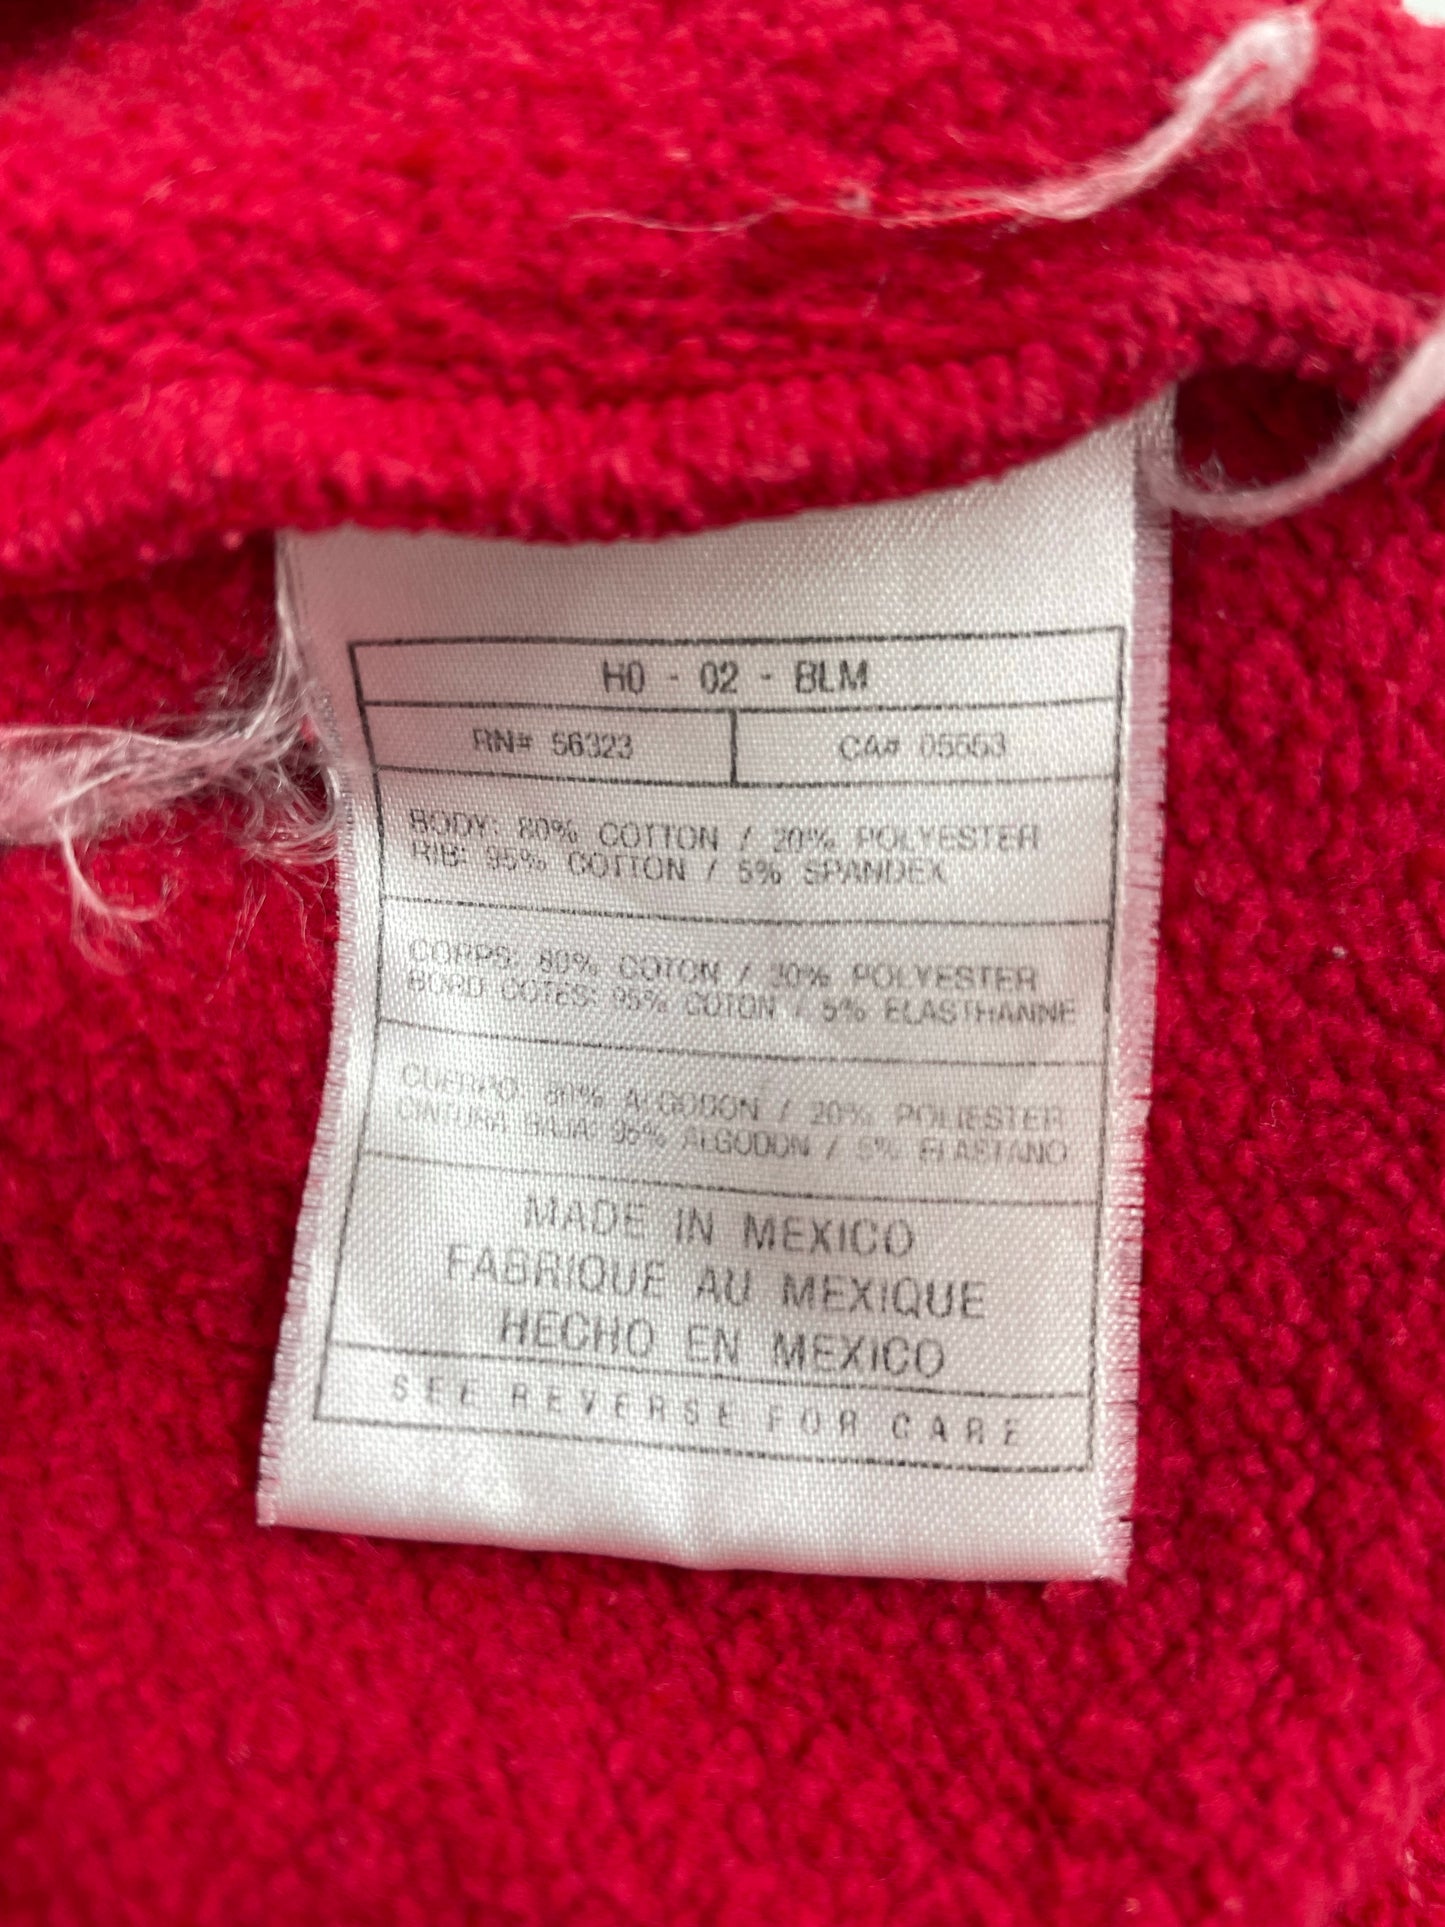 H0 - 02 - BLM
RN# 56323
CA# 05553
BODY: 80% COTTON / 20% POLYESTER
RIB: 95% COTTON / 5% SPANDEX
CORPS: 80% COTON / 20% POLYESTER
BORD COTES: 95% COTON / 5% ELASTHANNE
CUERPO: 80% ALGODON / 20% POLIESTER
CINTURA BAJA: 95% ALGODON / 5% ELASTANO
MADE IN MEXICO
FABRIQUE AU MEXIQUE
HECHO EN MEXICO
SEE REVERSE FOR CARE